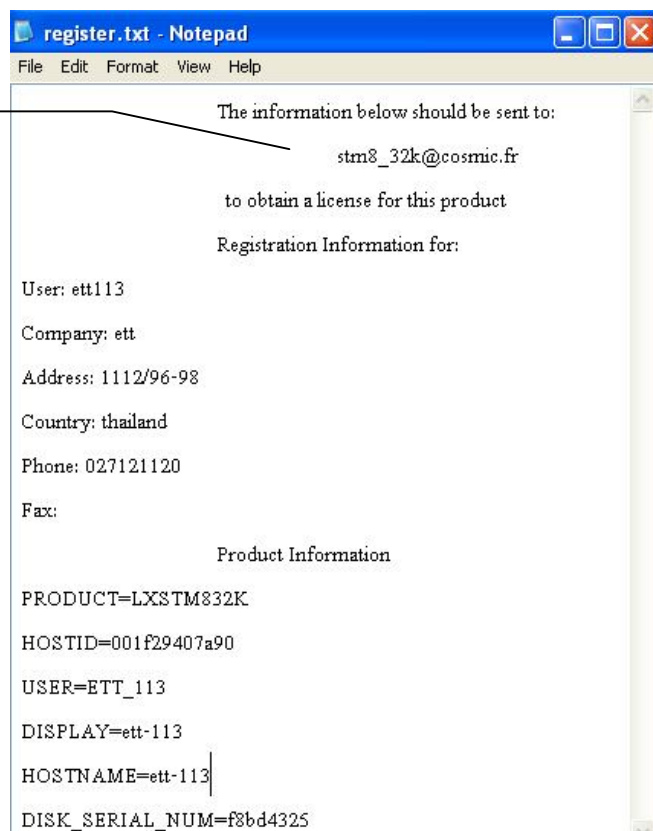 register.txt - Notepad
File Edit Format View Help
The information below should be sent to:
stm8_32k@cosmic.fr
to obtain a license for this product
Registration Information for:
User: ett113
Company: ett
Address: 1112/96-98
Country: thailand
Phone: 027121120
Fax:
Product Information
PRODUCT=LXSTM832K
HOSTID=001f29407a90
USER=ETT_113
DISPLAY=ett-113
HOSTNAME=ett-113
DISK_SERIAL_NUM=f8bd4325